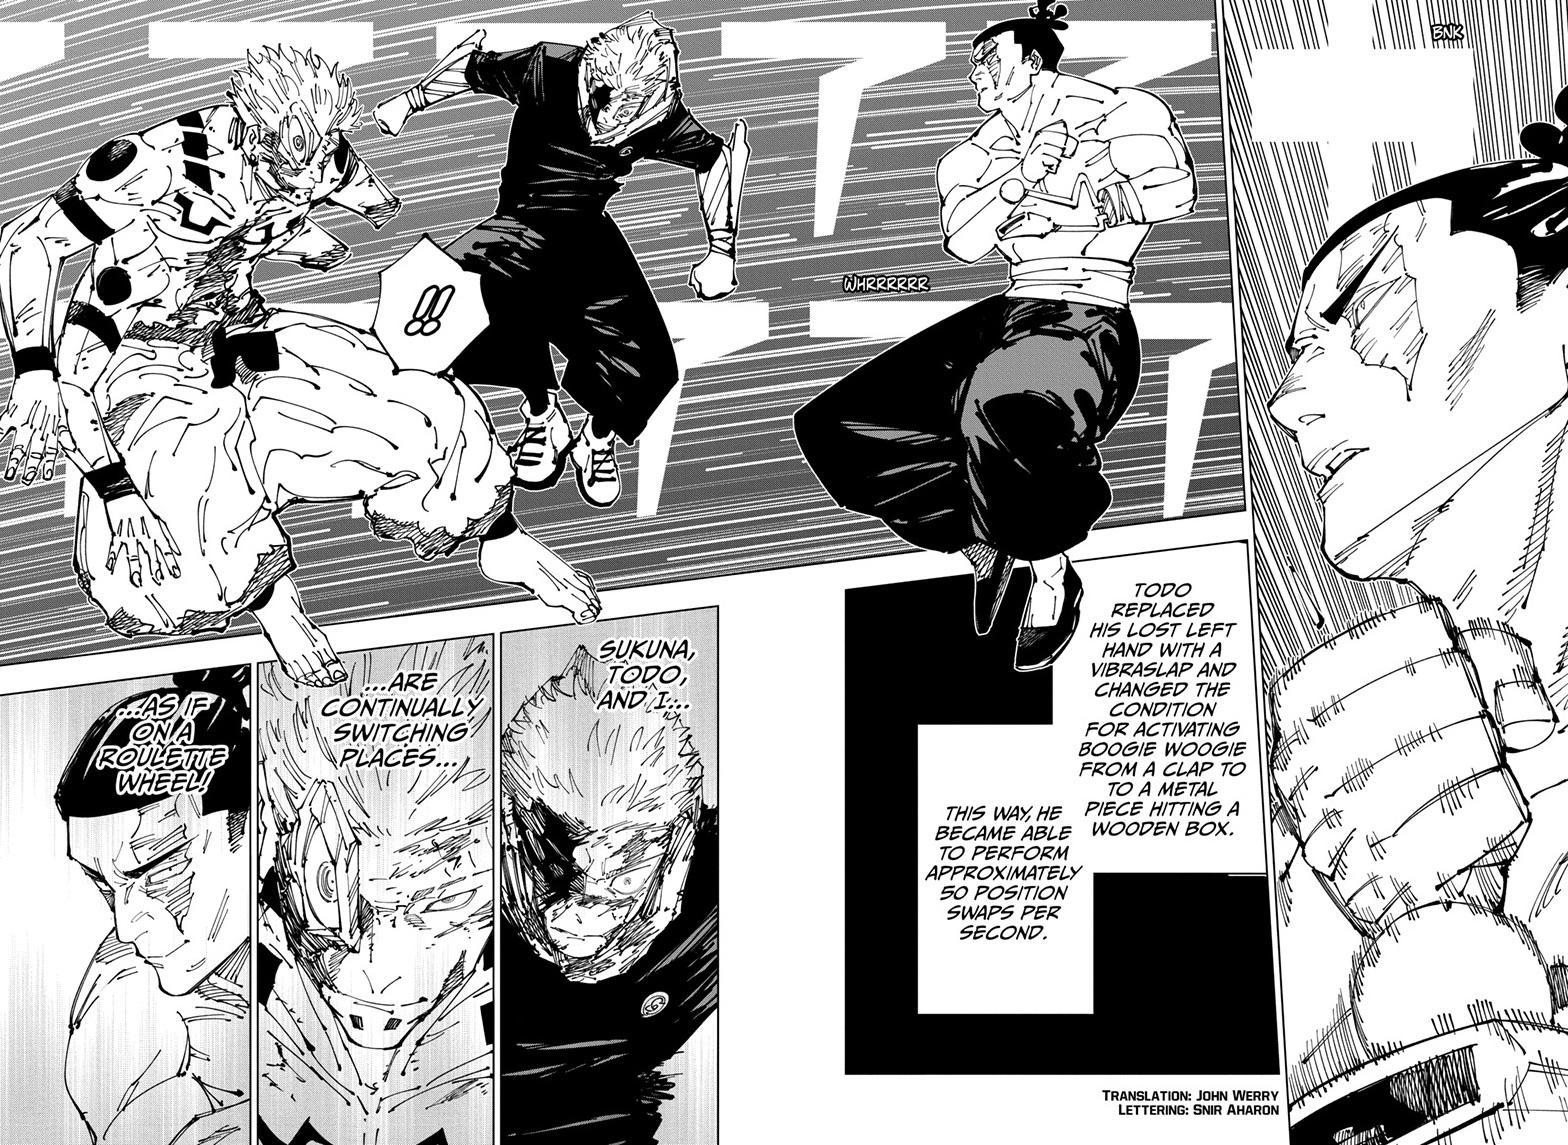 BNK
WHRRRRRR
!!
TODO
REPLACED
HIS LOST LEFT
HAND WITH A
VIBRASLAP AND
CHANGED THE
CONDITION
FOR ACTIVATING
BOOGIE WOOGIE
FROM A CLAP TO
TO A METAL
PIECE HITTING A
WOODEN BOX.
THIS WAY, HE
BECAME ABLE
TO PERFORM
APPROXIMATELY
50 POSITION
SWAPS PER
SECOND.
SUKUNA,
TODO,
AND I...
...ARE
CONTINUALLY
SWITCHING
PLACES...
...AS IF
ON A
ROULETTE
WHEEL!
TRANSLATION: JOHN WERRY
LETTERING: SNIR AHARON